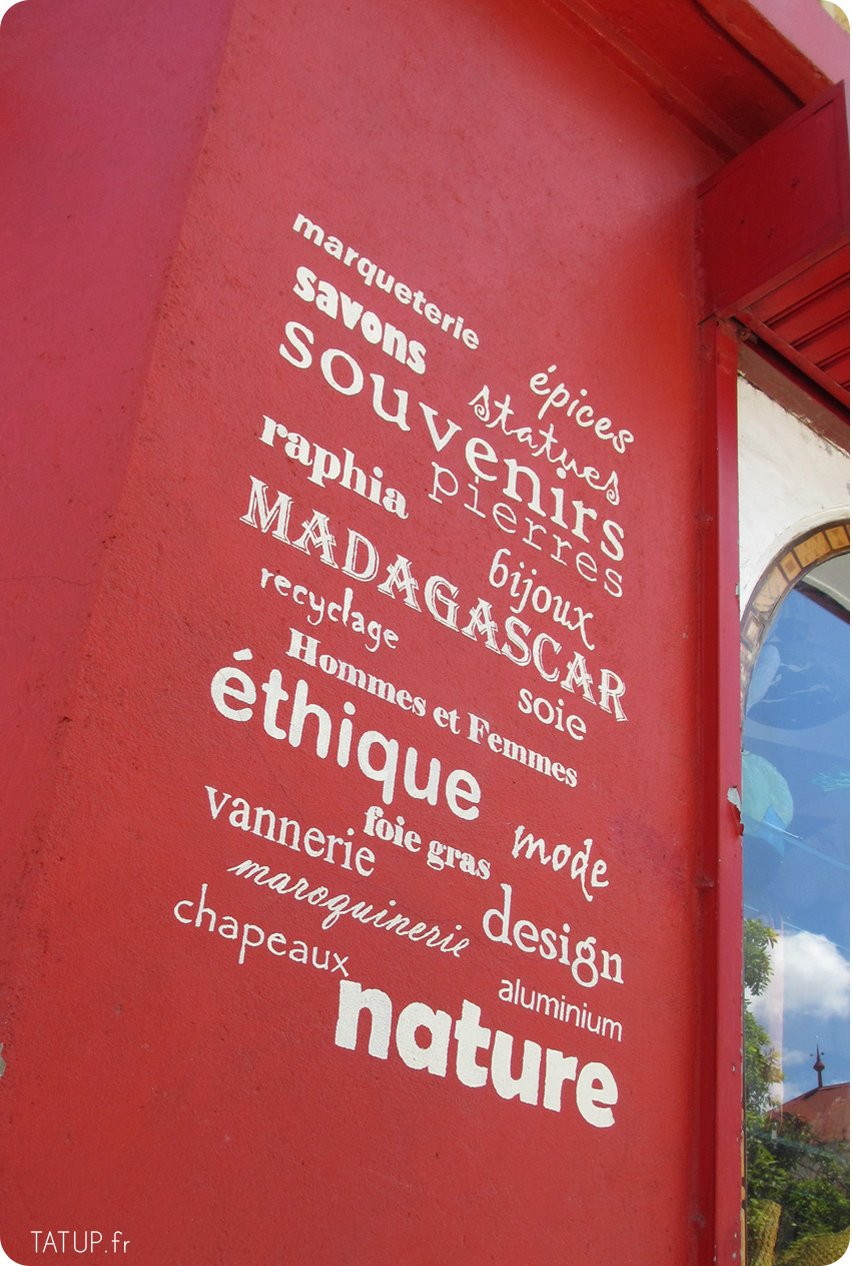 marqueterie
savons
épices
statues
souvenirs
raphia
pierres
bijoux
MADAGASCAR
recyclage
soie
Hommes et Femmes
éthique
mode
foie gras
vannerie
maroquinerie
design
chapeaux
aluminium
nature
TATUP.fr